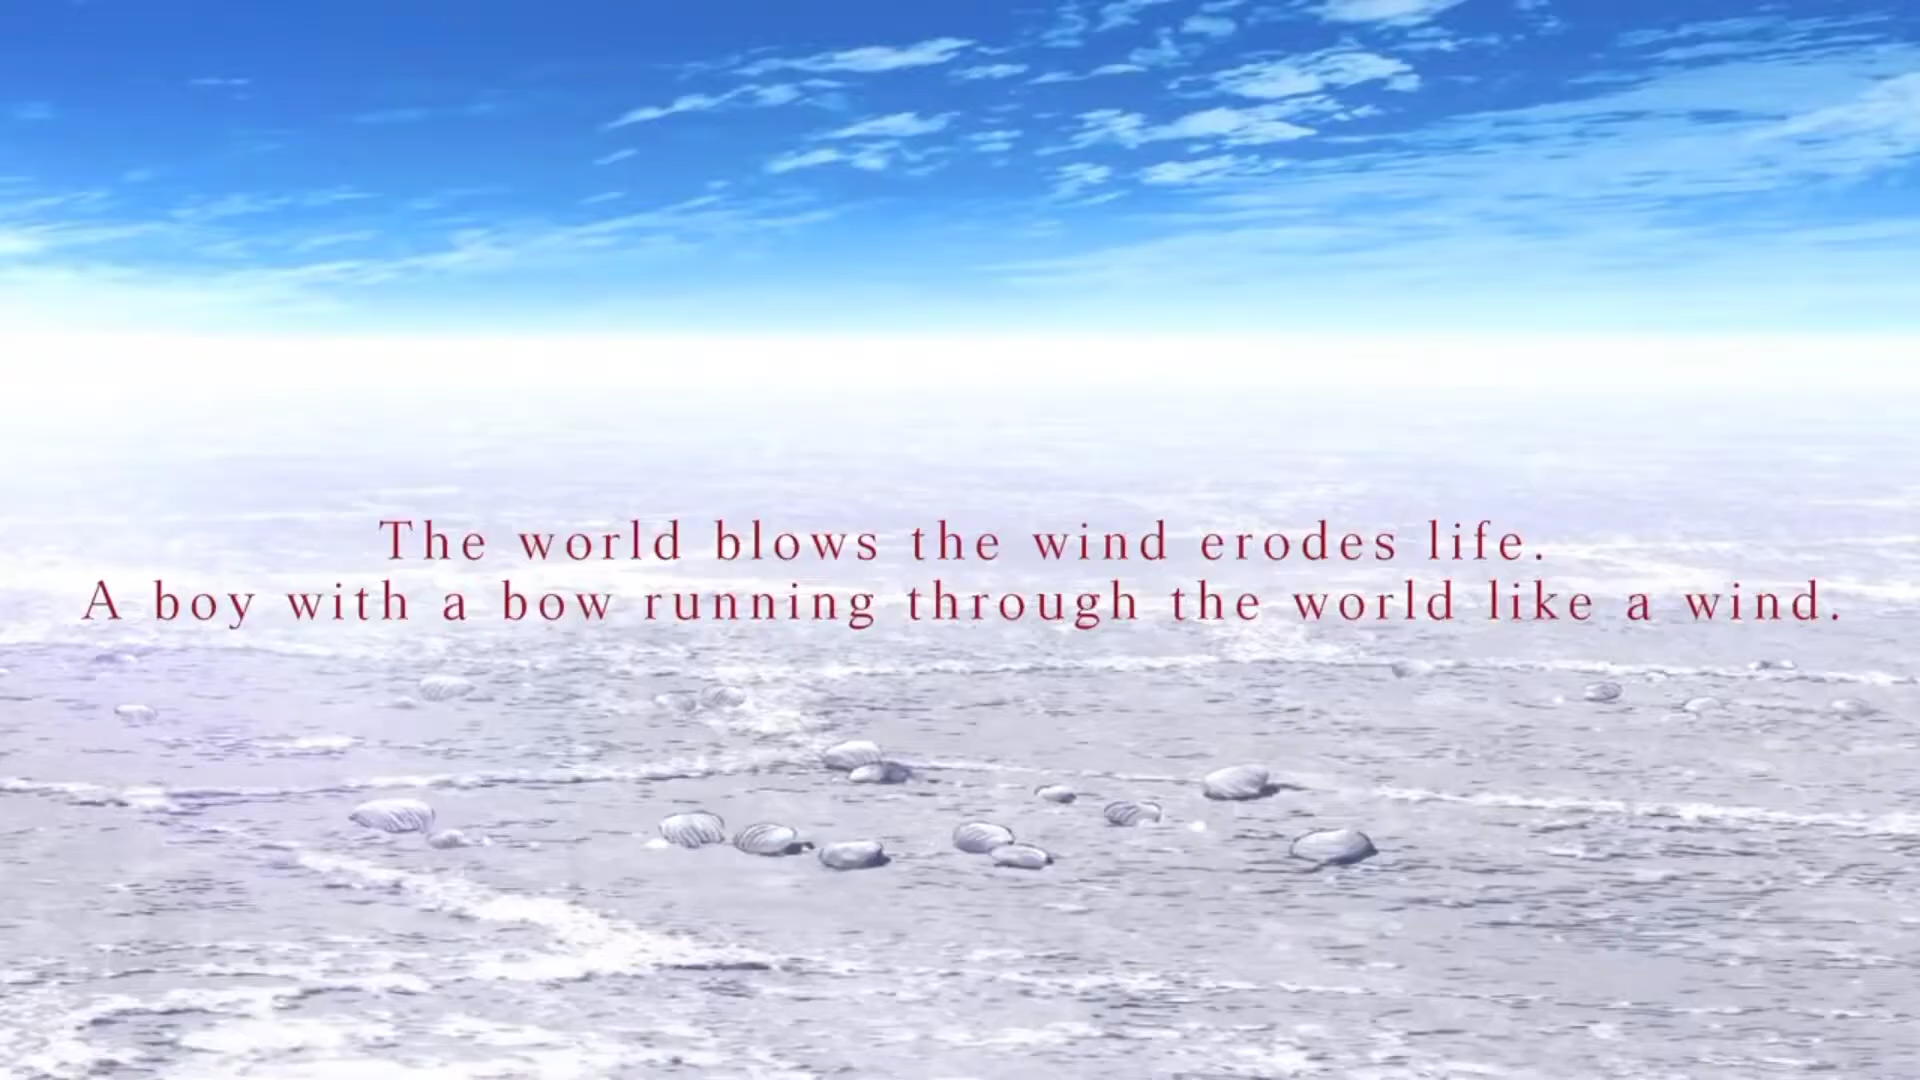 The world blows the wind erodes life.
A boy with a bow running through the world like a wind.